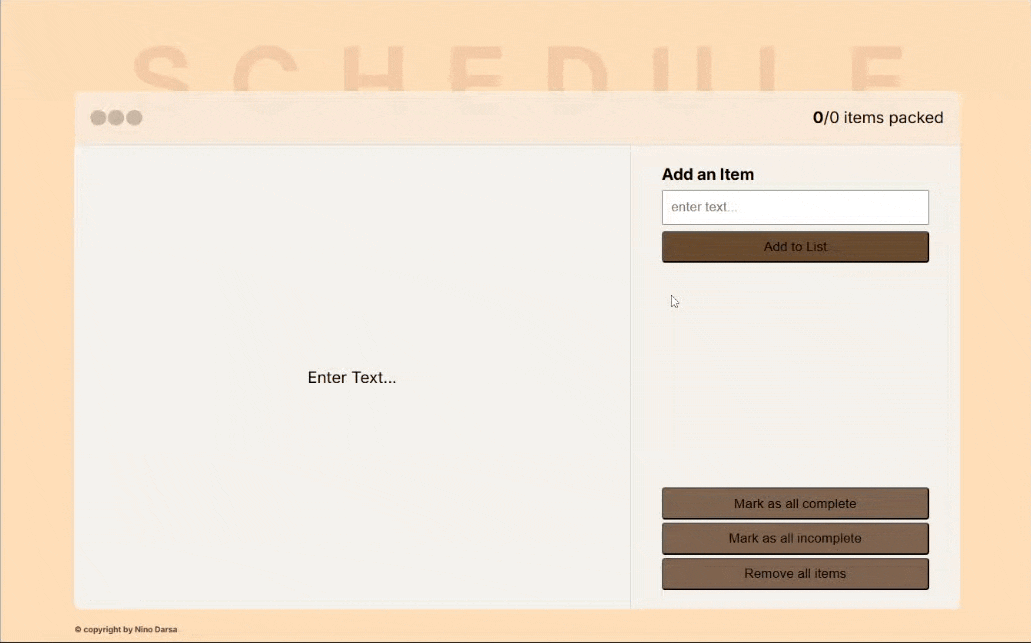 SCHEDULE
0/0 items packed
Add an Item
enter text...
Add to List
Enter Text...
Mark as all complete
Mark as all incomplete
Remove all items
© copyright by Nino Darsa